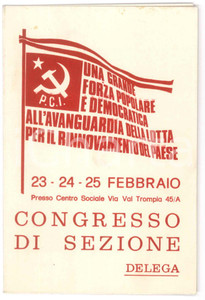 UNA GRANDE
FORZA POPOLARE
E DEMOCRATICA
ALL'AVANGUARDIA DELLA LOTTA
PER IL RINNOVAMENTO DEL PAESE
P.C.I.
23 - 24 - 25 FEBBRAIO
Presso Centro Sociale Via Val Trompia 45/A
CONGRESSO
DI SEZIONE
DELEGA